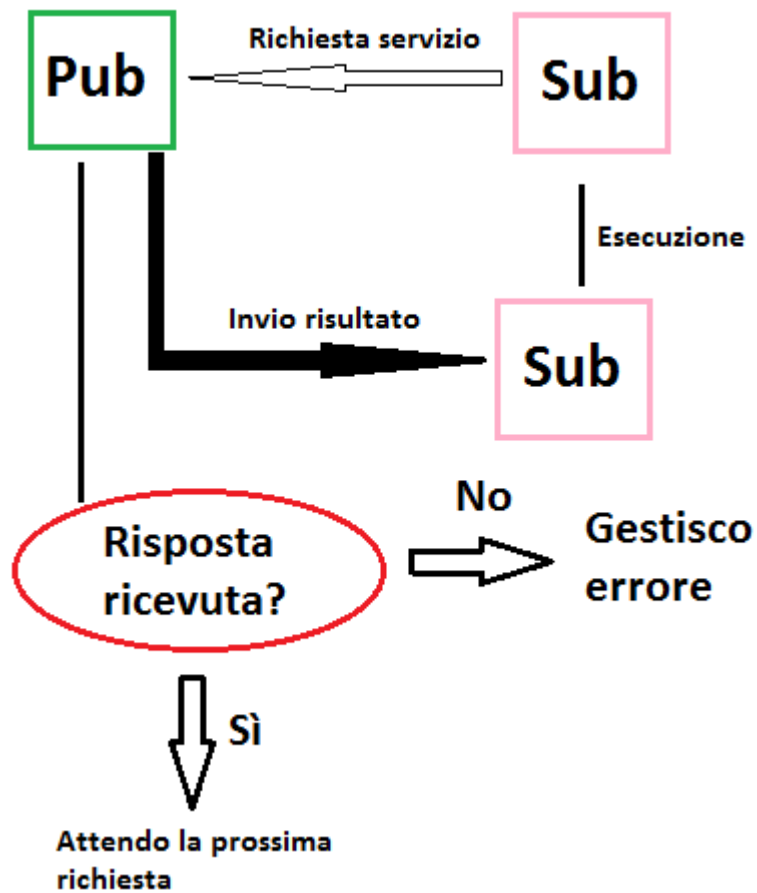 Pub
Richiesta servizio
Sub
Esecuzione
Invio risultato
Sub
Risposta
ricevuta?
No
Gestisco
errore
Sì
Attendo la prossima
richiesta